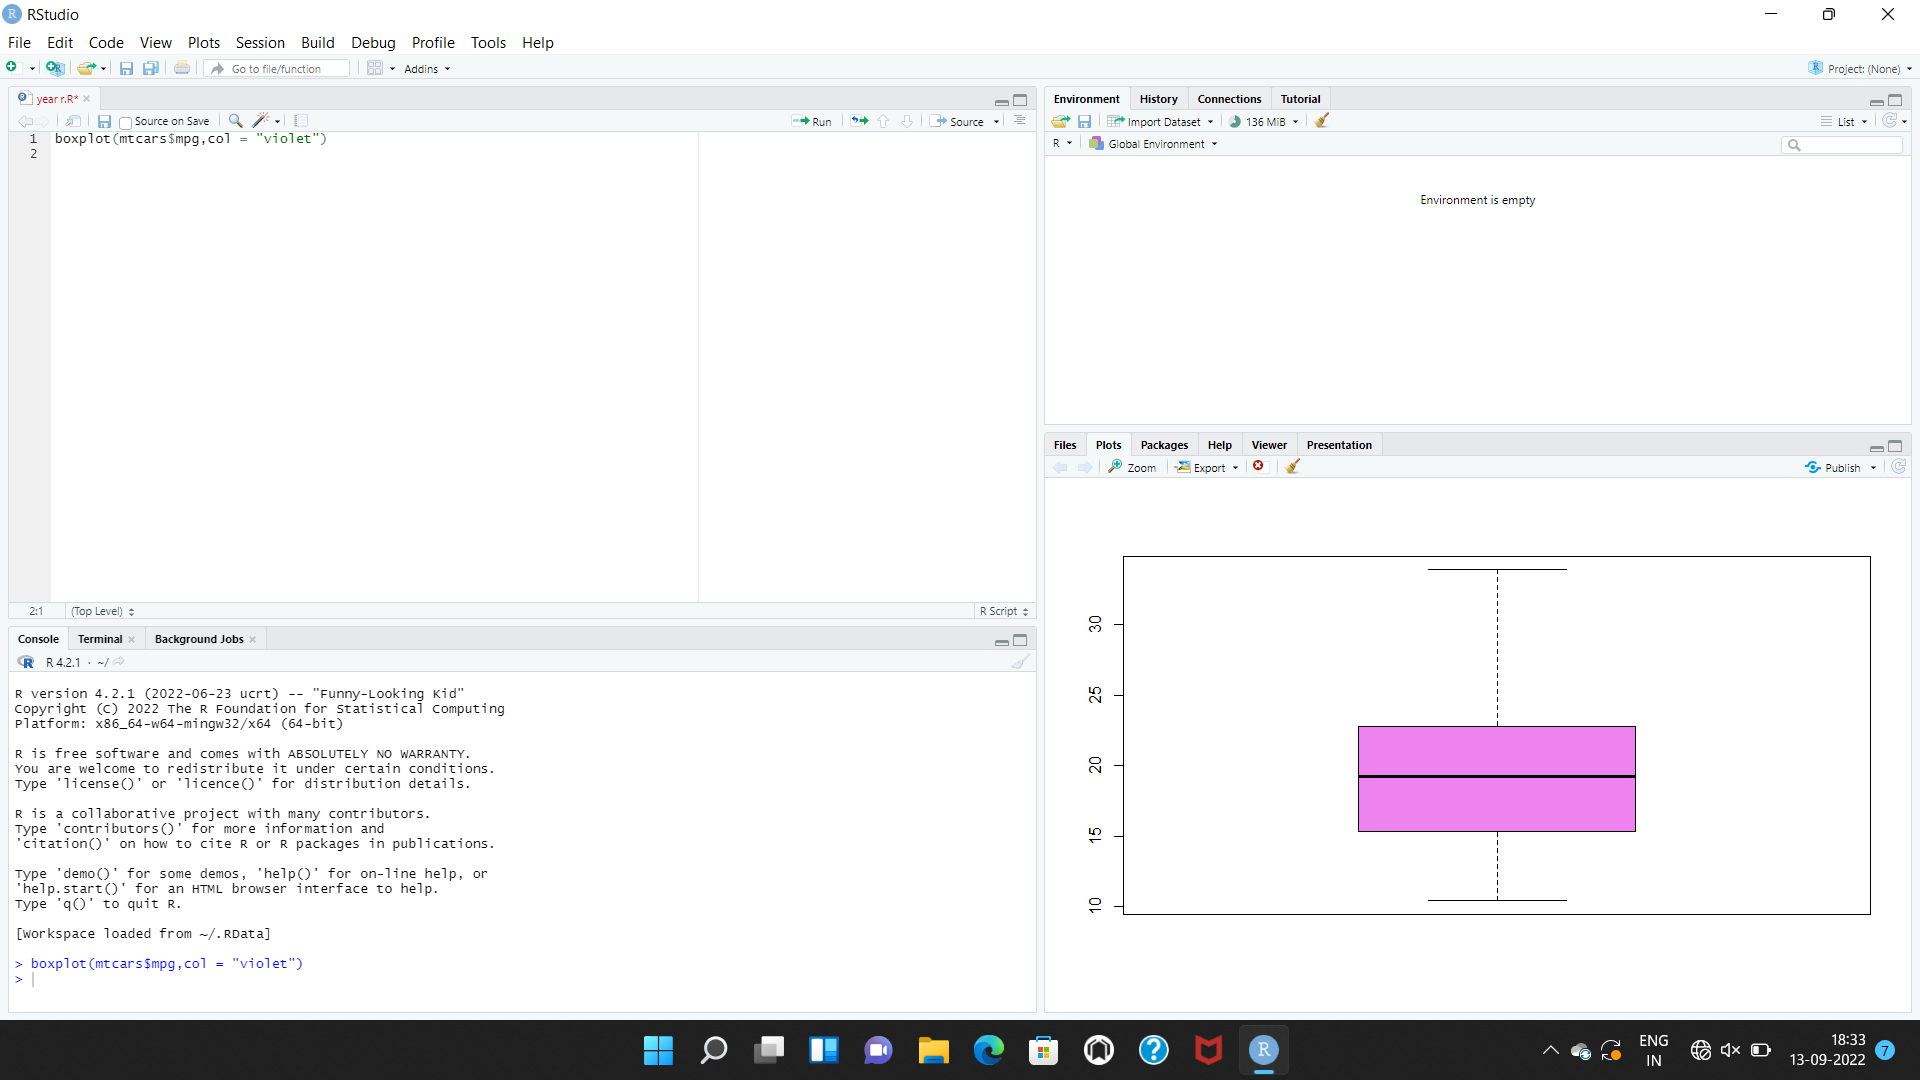 RStudio
File Edit Code View Plots Session Build Debug Profile Tools Help
Go to file/function Addins Project: (None)
year r.R*
Source on Save Run Source
1 boxplot(mtcars$mpg,col = "violet")
2
2:1 (Top Level) R Script
Console Terminal Background Jobs
R 4.2.1 · ~/
R version 4.2.1 (2022-06-23 ucrt) -- "Funny-Looking Kid"
Copyright (C) 2022 The R Foundation for Statistical Computing
Platform: x86_64-w64-mingw32/x64 (64-bit)
R is free software and comes with ABSOLUTELY NO WARRANTY.
You are welcome to redistribute it under certain conditions.
Type 'license()' or 'licence()' for distribution details.
R is a collaborative project with many contributors.
Type 'contributors()' for more information and
'citation()' on how to cite R or R packages in publications.
Type 'demo()' for some demos, 'help()' for on-line help, or
'help.start()' for an HTML browser interface to help.
Type 'q()' to quit R.
[Workspace loaded from ~/.RData]
> boxplot(mtcars$mpg,col = "violet")
>
Environment History Connections Tutorial
Import Dataset 136 MiB List
R Global Environment
Environment is empty
Files Plots Packages Help Viewer Presentation
Zoom Export Publish
30
25
20
15
10
ENG
IN
18:33
13-09-2022
7